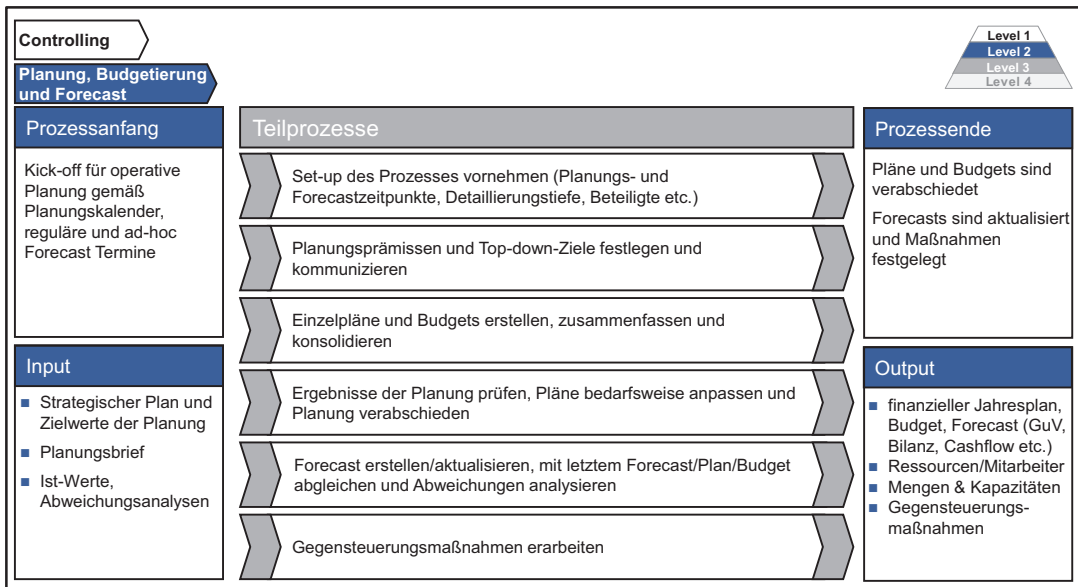 Controlling
Planung, Budgetierung
und Forecast
Level 1
Level 2
Level 3
Level 4
Prozessanfang
Kick-off für operative
Planung gemäß
Planungskalender,
reguläre und ad-hoc
Forecast Termine
Input
Strategischer Plan und
Zielwerte der Planung
Planungsbrief
Ist-Werte,
Abweichungsanalysen
Teilprozesse
Set-up des Prozesses vornehmen (Planungs- und
Forecastzeitpunkte, Detaillierungstiefe, Beteiligte etc.)
Planungsprämissen und Top-down-Ziele festlegen und
kommunizieren
Einzelpläne und Budgets erstellen, zusammenfassen und
konsolidieren
Ergebnisse der Planung prüfen, Pläne bedarfsweise anpassen und
Planung verabschieden
Forecast erstellen/aktualisieren, mit letztem Forecast/Plan/Budget
abgleichen und Abweichungen analysieren
Gegensteuerungsmaßnahmen erarbeiten
Prozessende
Pläne und Budgets sind
verabschiedet
Forecasts sind aktualisiert
und Maßnahmen
festgelegt
Output
finanzieller Jahresplan,
Budget, Forecast (GuV,
Bilanz, Cashflow etc.)
Ressourcen/Mitarbeiter
Mengen & Kapazitäten
Gegensteuerungs-
maßnahmen